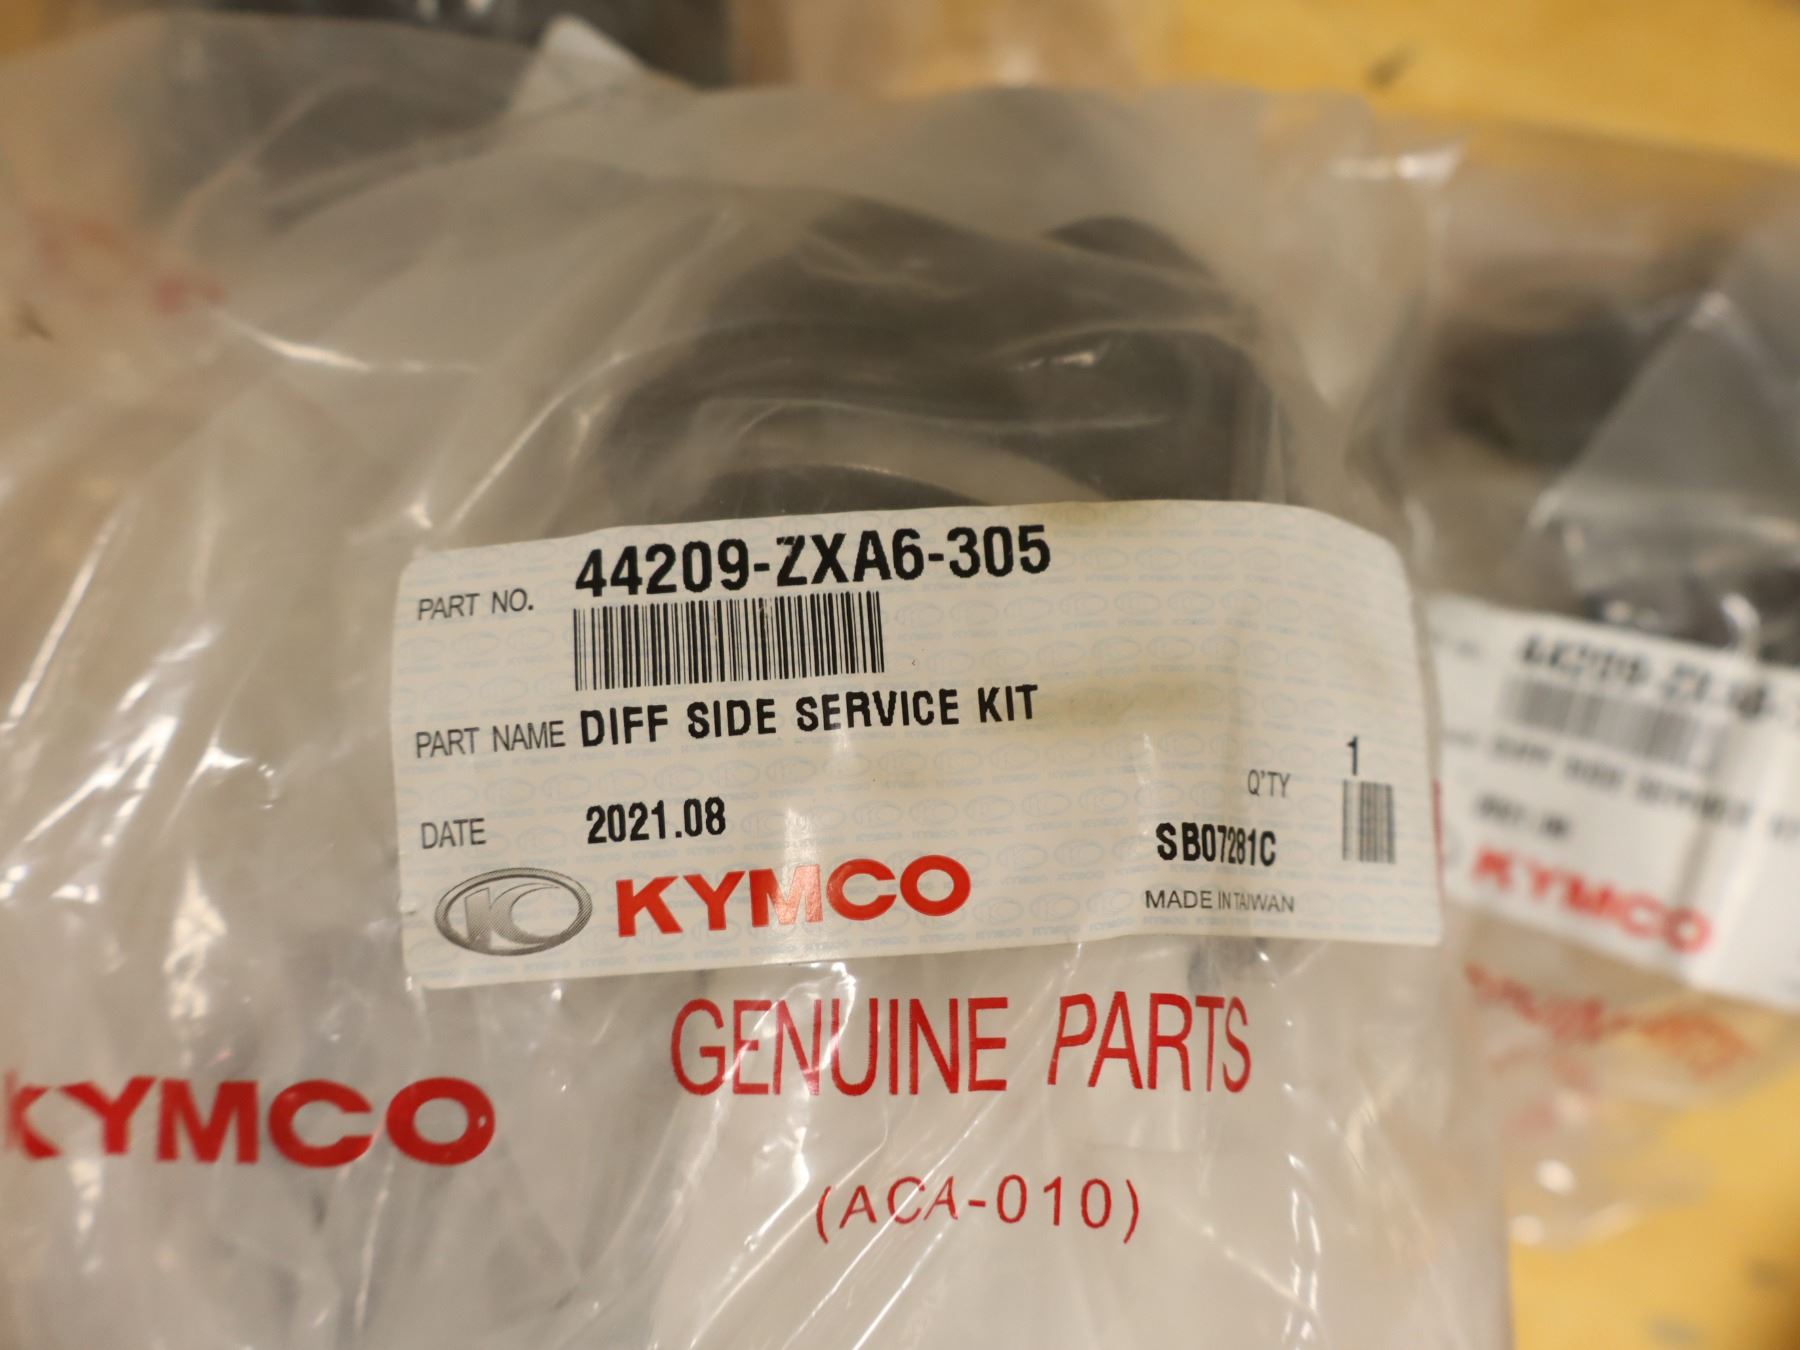 PART NO. 44209-ZXA6-305
PART NAME DIFF SIDE SERVICE KIT
Q'TY 1
DATE 2021.08
SB07281C
KYMCO
MADE IN TAIWAN
GENUINE PARTS
KYMCO
(ACA-010)
44209-
KYMCO